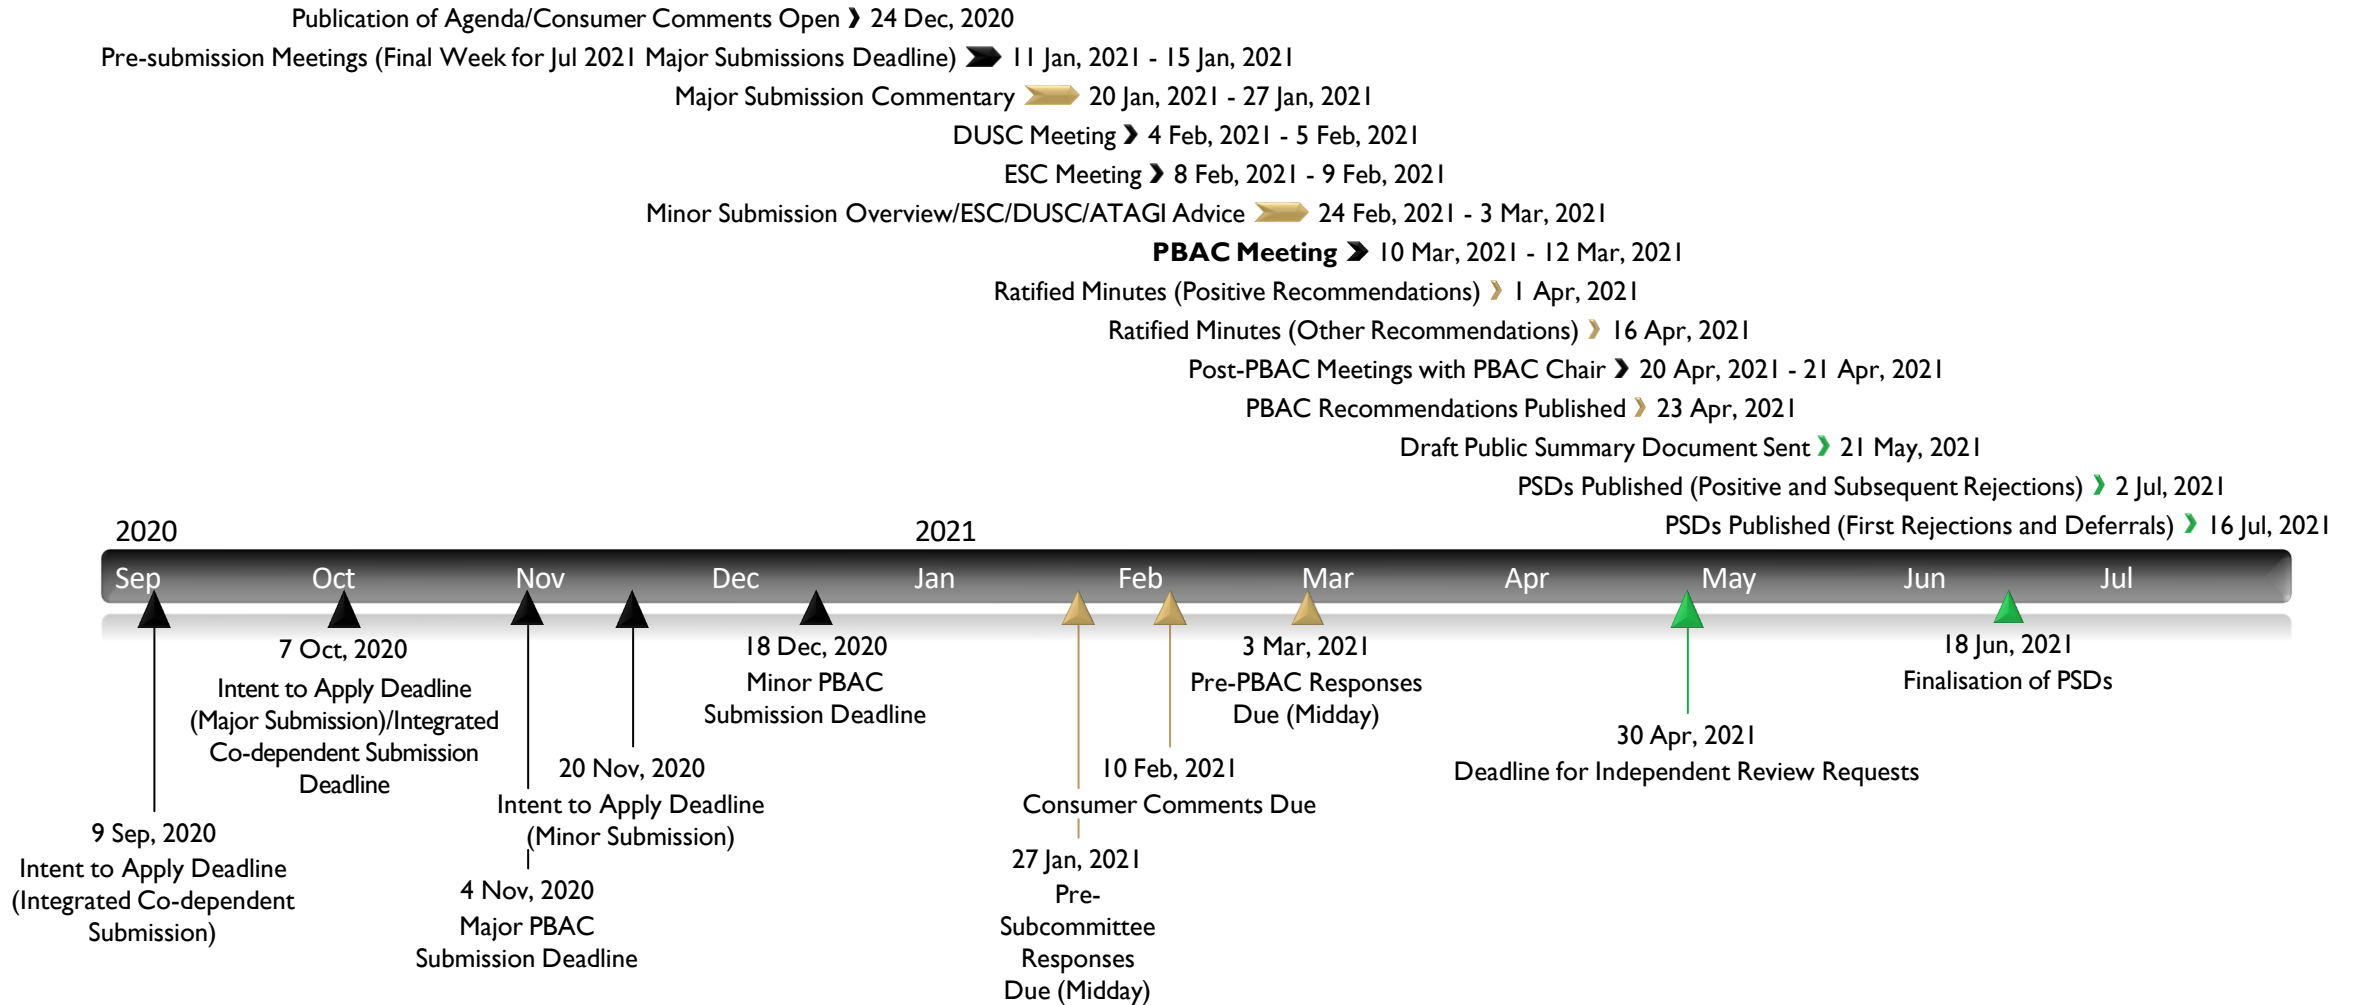 Publication of Agenda/Consumer Comments Open 24 Dec, 2020
Pre-submission Meetings (Final Week for Jul 2021 Major Submissions Deadline) 11 Jan, 2021 - 15 Jan, 2021
Major Submission Commentary 20 Jan, 2021 - 27 Jan, 2021
DUSC Meeting 4 Feb, 2021 - 5 Feb, 2021
ESC Meeting 8 Feb, 2021 - 9 Feb, 2021
Minor Submission Overview/ESC/DUSC/ATAGI Advice 24 Feb, 2021 - 3 Mar, 2021
PBAC Meeting 10 Mar, 2021 - 12 Mar, 2021
Ratified Minutes (Positive Recommendations) 1 Apr, 2021
Ratified Minutes (Other Recommendations) 16 Apr, 2021
Post-PBAC Meetings with PBAC Chair 20 Apr, 2021 - 21 Apr, 2021
PBAC Recommendations Published 23 Apr, 2021
Draft Public Summary Document Sent 21 May, 2021
PSDs Published (Positive and Subsequent Rejections) 2 Jul, 2021
PSDs Published (First Rejections and Deferrals) 16 Jul, 2021
2020 2021
Sep Oct Nov Dec Jan Feb Mar Apr May Jun Jul
9 Sep, 2020
Intent to Apply Deadline
(Integrated Co-dependent
Submission)
7 Oct, 2020
Intent to Apply Deadline
(Major Submission)/Integrated
Co-dependent Submission
Deadline
4 Nov, 2020
Major PBAC
Submission Deadline
20 Nov, 2020
Intent to Apply Deadline
(Minor Submission)
18 Dec, 2020
Minor PBAC
Submission Deadline
27 Jan, 2021
Pre-
Subcommittee
Responses
Due (Midday)
10 Feb, 2021
Consumer Comments Due
3 Mar, 2021
Pre-PBAC Responses
Due (Midday)
30 Apr, 2021
Deadline for Independent Review Requests
18 Jun, 2021
Finalisation of PSDs